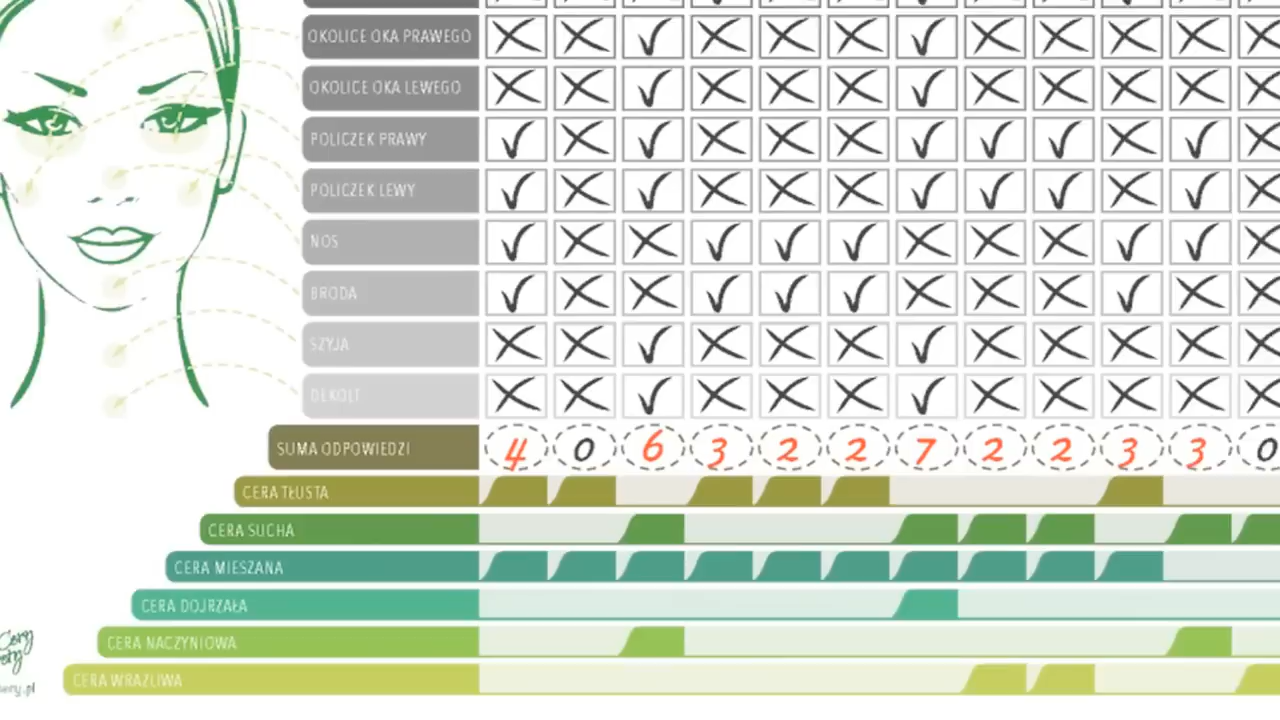 OKOLICE OKA PRAWEGO
OKOLICE OKA LEWEGO
POLICZEK PRAWY
POLICZEK LEWY
NOS
BRODA
SZYJA
DEKOLT
SUMA ODPOWIEDZI 4 0 6 3 2 2 7 2 2 3 3 0
CERA TŁUSTA
CERA SUCHA
CERA MIESZANA
CERA DOJRZAŁA
CERA NACZYNIOWA
CERA WRAŻLIWA